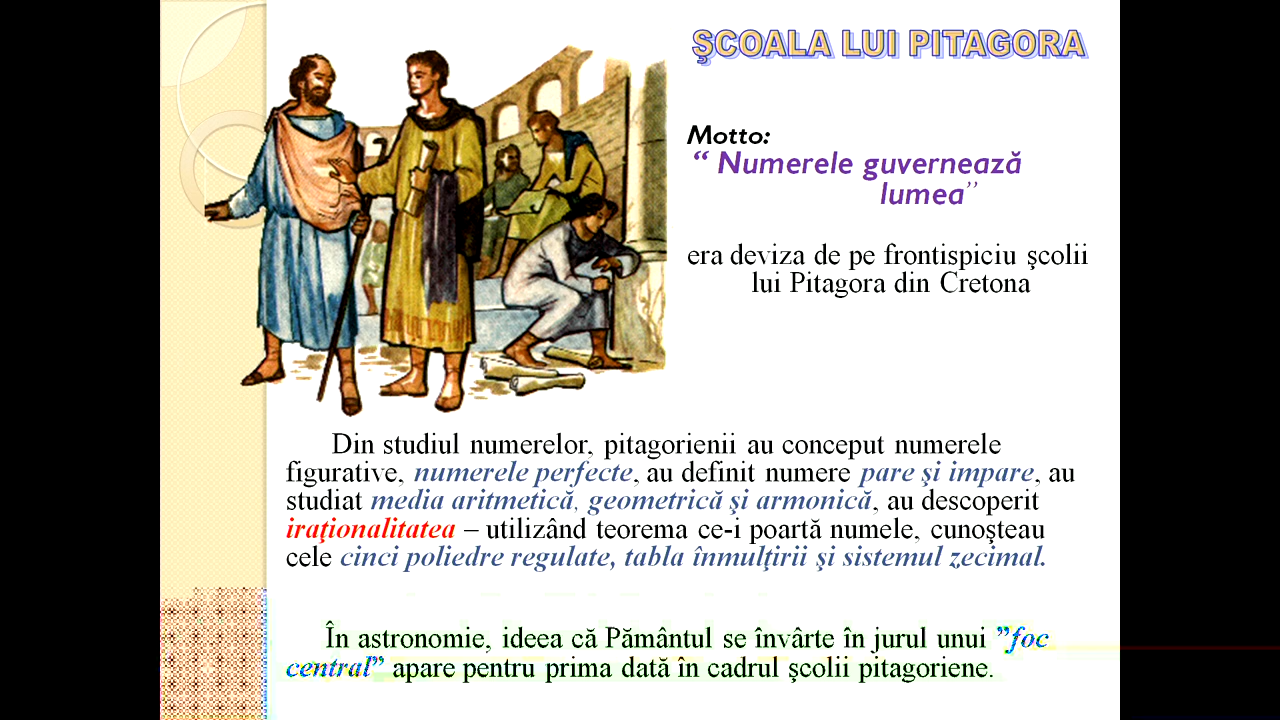 ŞCOALA LUI PITAGORA
Motto:
“ Numerele guvernează
lumea”
era deviza de pe frontispiciu şcolii
lui Pitagora din Cretona
Din studiul numerelor, pitagorienii au conceput numerele
figurative, numerele perfecte, au definit numere pare şi impare, au
studiat media aritmetică, geometrică şi armonică, au descoperit
iraţionalitatea – utilizând teorema ce-i poartă numele, cunoşteau
cele cinci poliedre regulate, tabla înmulţirii şi sistemul zecimal.
În astronomie, ideea că Pământul se învârte în jurul unui ”foc
central” apare pentru prima dată în cadrul şcolii pitagoriene.